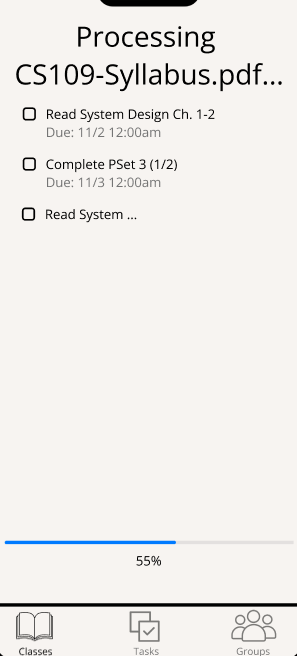 Processing
CS109-Syllabus.pdf...
Read System Design Ch. 1-2
Due: 11/2 12:00am
Complete PSet 3 (1/2)
Due: 11/3 12:00am
Read System ...
55%
Classes
Tasks
Groups